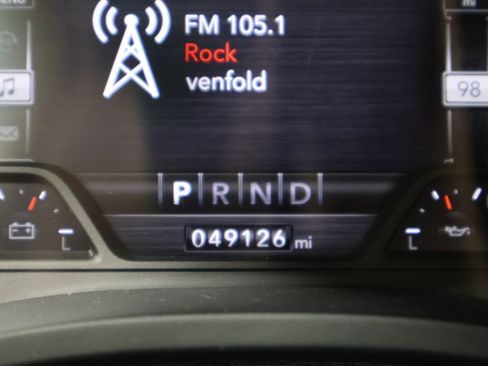 FM 105.1
Rock
venfold
98
P R N D
049126 mi
L
L